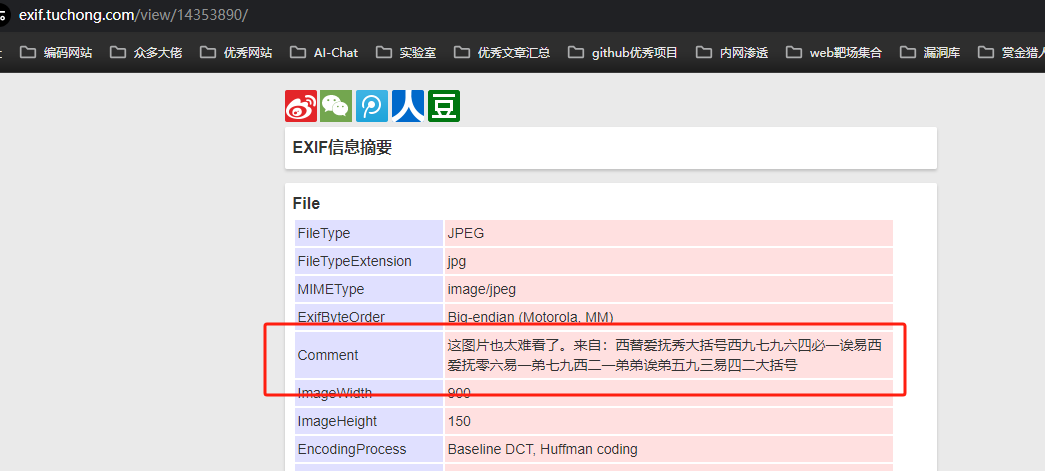 exif.tuchong.com/view/14353890/
编码网站 众多大佬 优秀网站 AI-Chat 实验室 优秀文章汇总 github优秀项目 内网渗透 web靶场集合 漏洞库 赏金猎人
人 豆
EXIF信息摘要
File
FileType JPEG
FileTypeExtension jpg
MIMEType image/jpeg
ExifByteOrder Big-endian (Motorola, MM)
Comment 这图片也太难看了。来自：西替爱抚秀大括号西九七九六四必一诶易西
爱抚零六易一弟七九西二一弟弟诶弟五九三易四二大括号
ImageWidth 900
ImageHeight 150
EncodingProcess Baseline DCT, Huffman coding